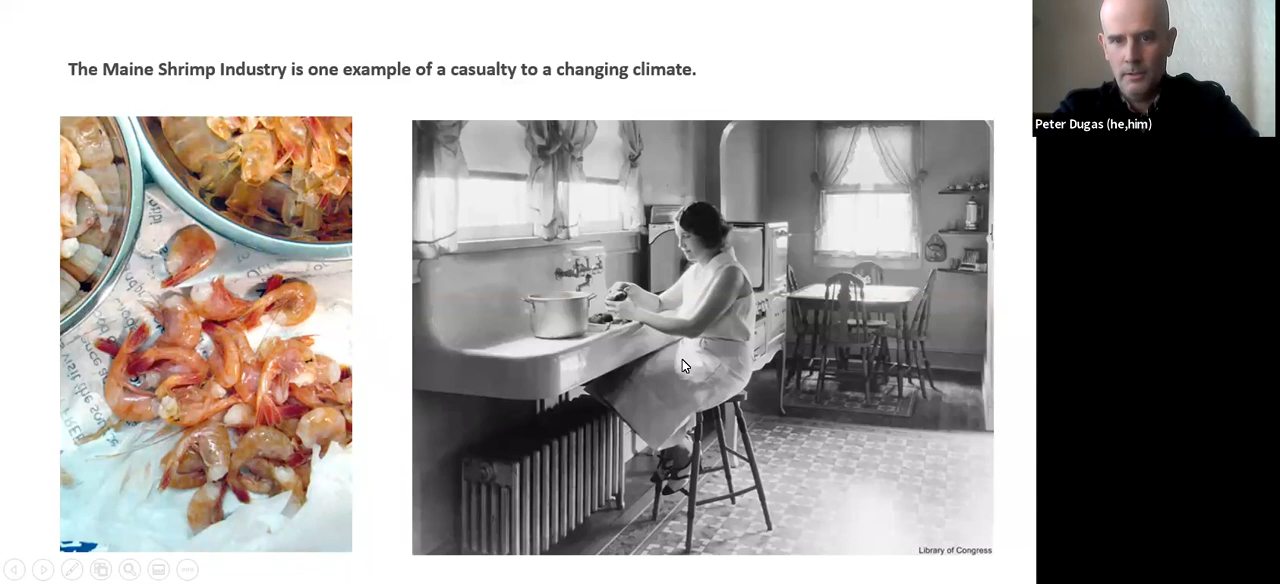 The Maine Shrimp Industry is one example of a casualty to a changing climate.
Peter Dugas (he,him)
Library of Congress